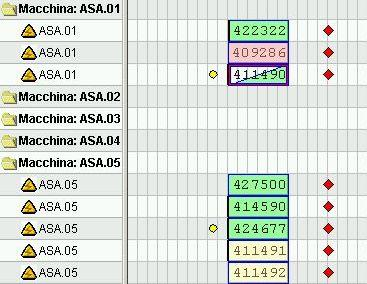 Macchina: ASA.01
ASA.01 422322
ASA.01 409286
ASA.01 411490
Macchina: ASA.02
Macchina: ASA.03
Macchina: ASA.04
Macchina: ASA.05
ASA.05 427500
ASA.05 414590
ASA.05 424677
ASA.05 411491
ASA.05 411492